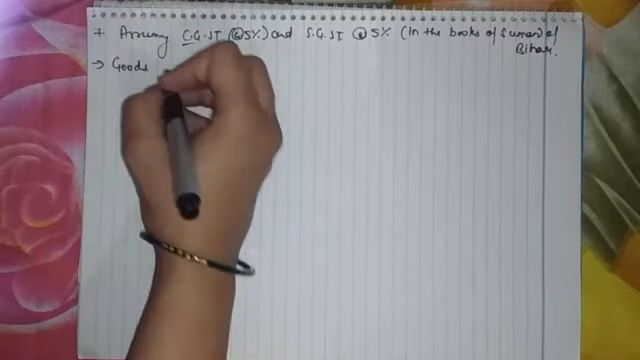 + Assuming C.G.ST (@5%) and S.G.ST @ 5% (In the books of Suman of
Bihar.
→ Goods